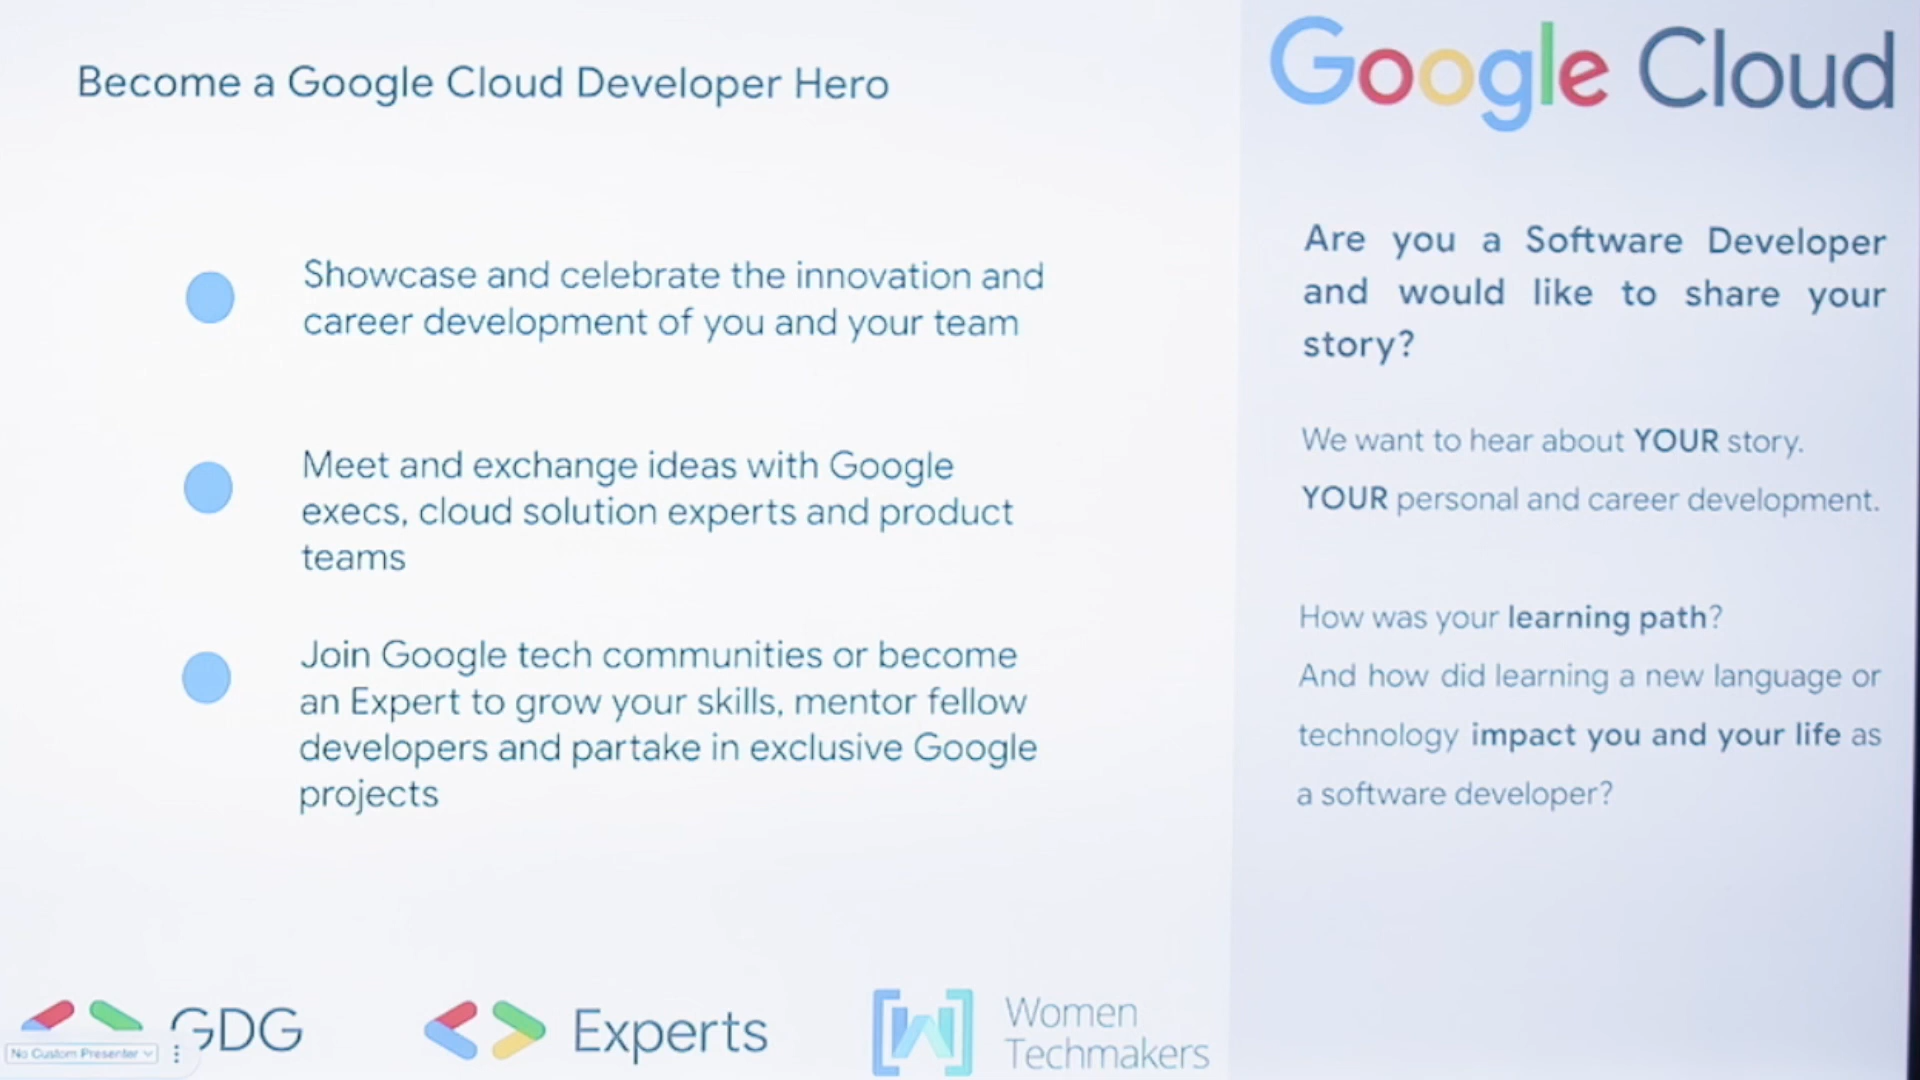 Become a Google Cloud Developer Hero
Showcase and celebrate the innovation and
career development of you and your team
Meet and exchange ideas with Google
execs, cloud solution experts and product
teams
Join Google tech communities or become
an Expert to grow your skills, mentor fellow
developers and partake in exclusive Google
projects
GDG
Experts
Women
Techmakers
No Custom Presenter
Google Cloud
Are you a Software Developer
and would like to share your
story?
We want to hear about YOUR story.
YOUR personal and career development.
How was your learning path?
And how did learning a new language or
technology impact you and your life as
a software developer?